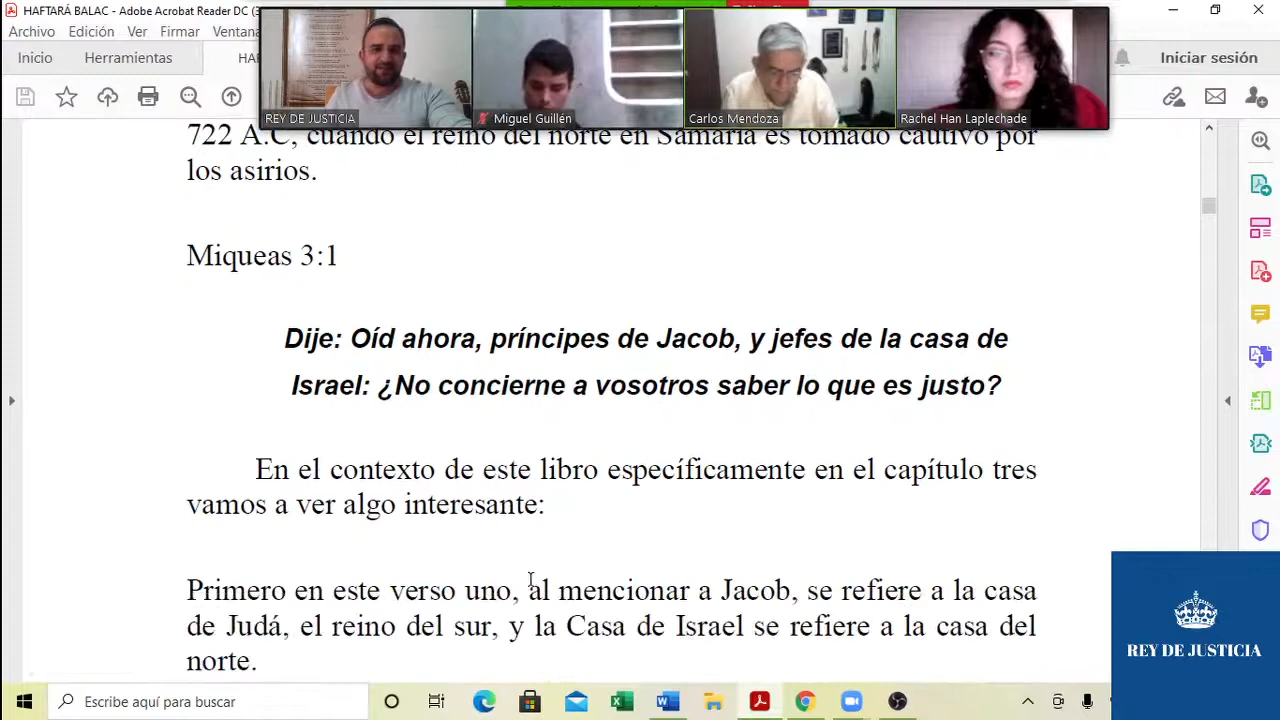 HAFTARÁ BALAC - Adobe Acrobat Reader DC (3
Archivo Edición Ver Firmar Ventana
Inicio Herramientas HAF
Iniciar sesión
REY DE JUSTICIA
Miguel Guillén
Carlos Mendoza
Rachel Han Laplechade
722 A.C, cuando el reino del norte en Samaria es tomado cautivo por
los asirios.
Miqueas 3:1
Dije: Oíd ahora, príncipes de Jacob, y jefes de la casa de
Israel: ¿No concierne a vosotros saber lo que es justo?
En el contexto de este libro específicamente en el capítulo tres
vamos a ver algo interesante:
Primero en este verso uno, al mencionar a Jacob, se refiere a la casa
de Judá, el reino del sur, y la Casa de Israel se refiere a la casa del
norte.
REY DE JUSTICIA
Escribe aquí para buscar